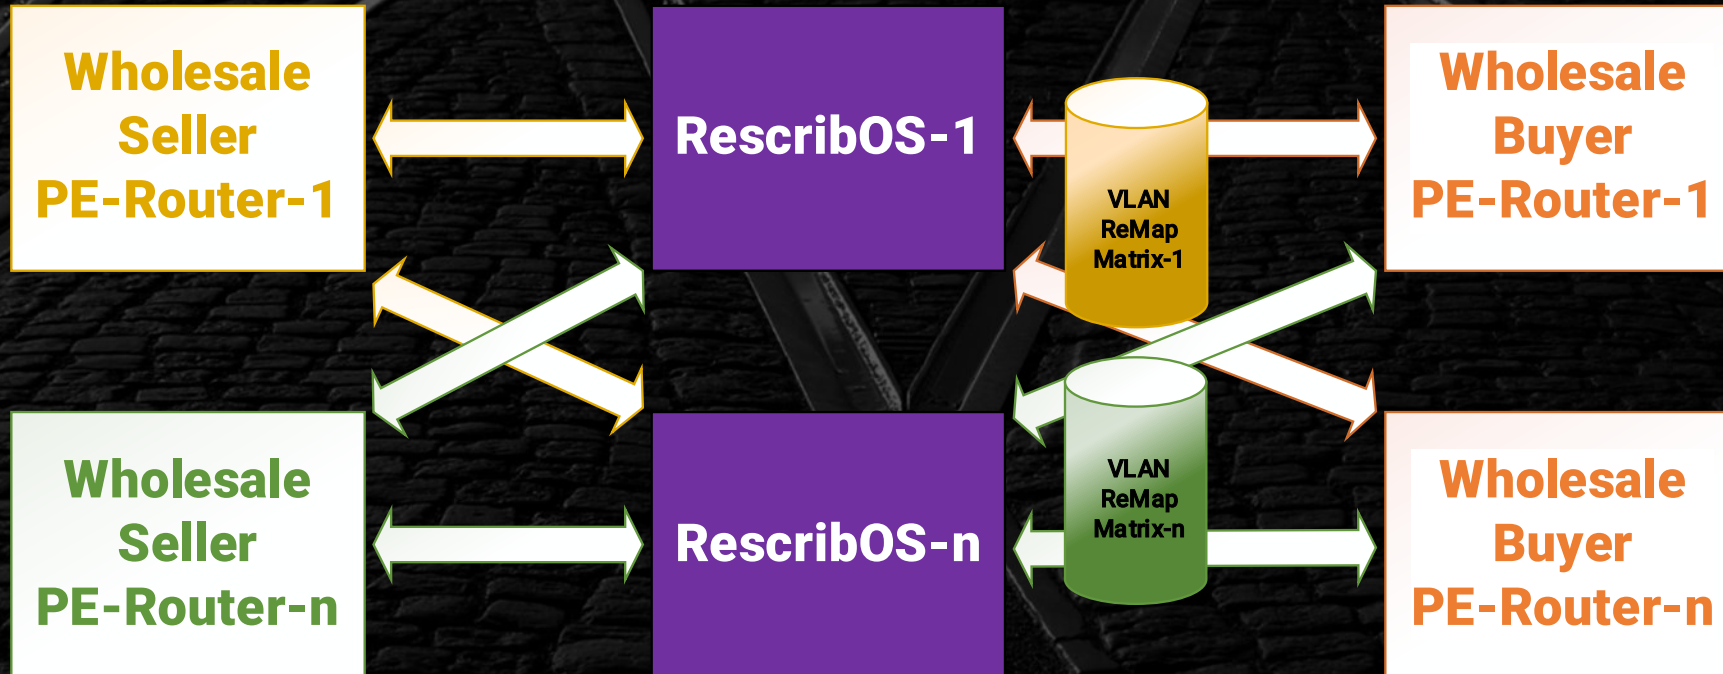 Wholesale
Seller
PE-Router-1
RescribOS-1
VLAN
ReMap
Matrix-1
Wholesale
Buyer
PE-Router-1
Wholesale
Seller
PE-Router-n
RescribOS-n
VLAN
ReMap
Matrix-n
Wholesale
Buyer
PE-Router-n